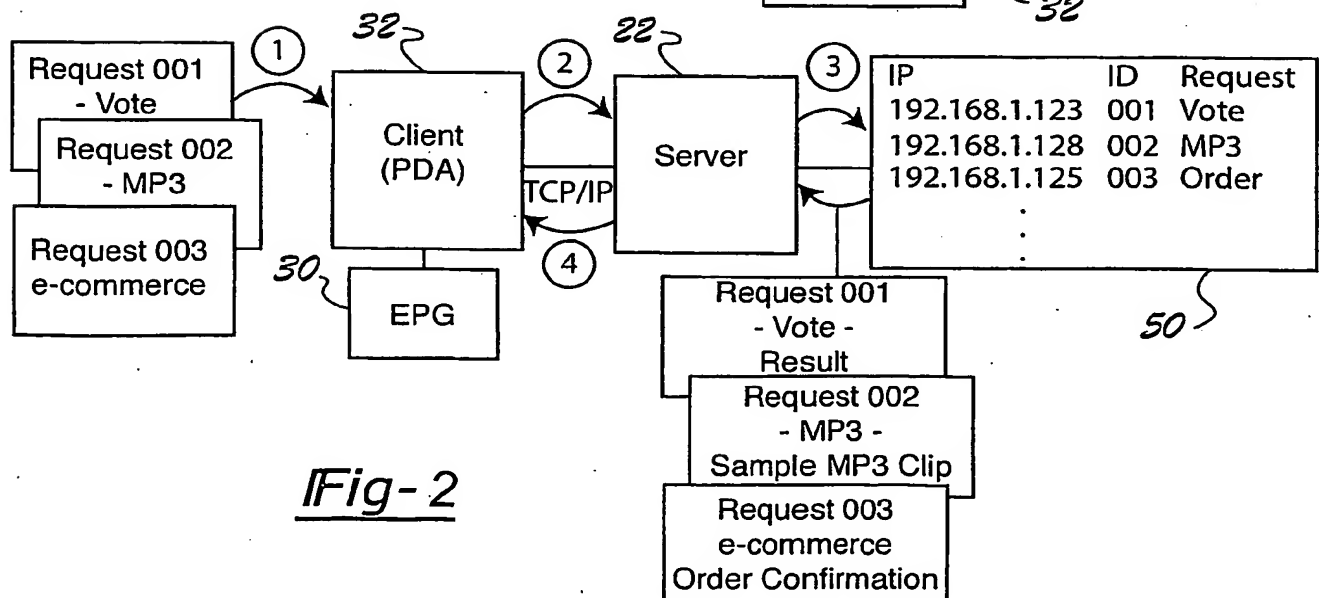 32
32
22
1
2
3
Request 001
- Vote
Request 002
- MP3
Request 003
e-commerce
Client
(PDA)
TCP/IP
4
Server
IP ID Request
192.168.1.123 001 Vote
192.168.1.128 002 MP3
192.168.1.125 003 Order
50
30
EPG
Request 001
- Vote -
Result
Request 002
- MP3 -
Sample MP3 Clip
Request 003
e-commerce
Order Confirmation
Fig-2